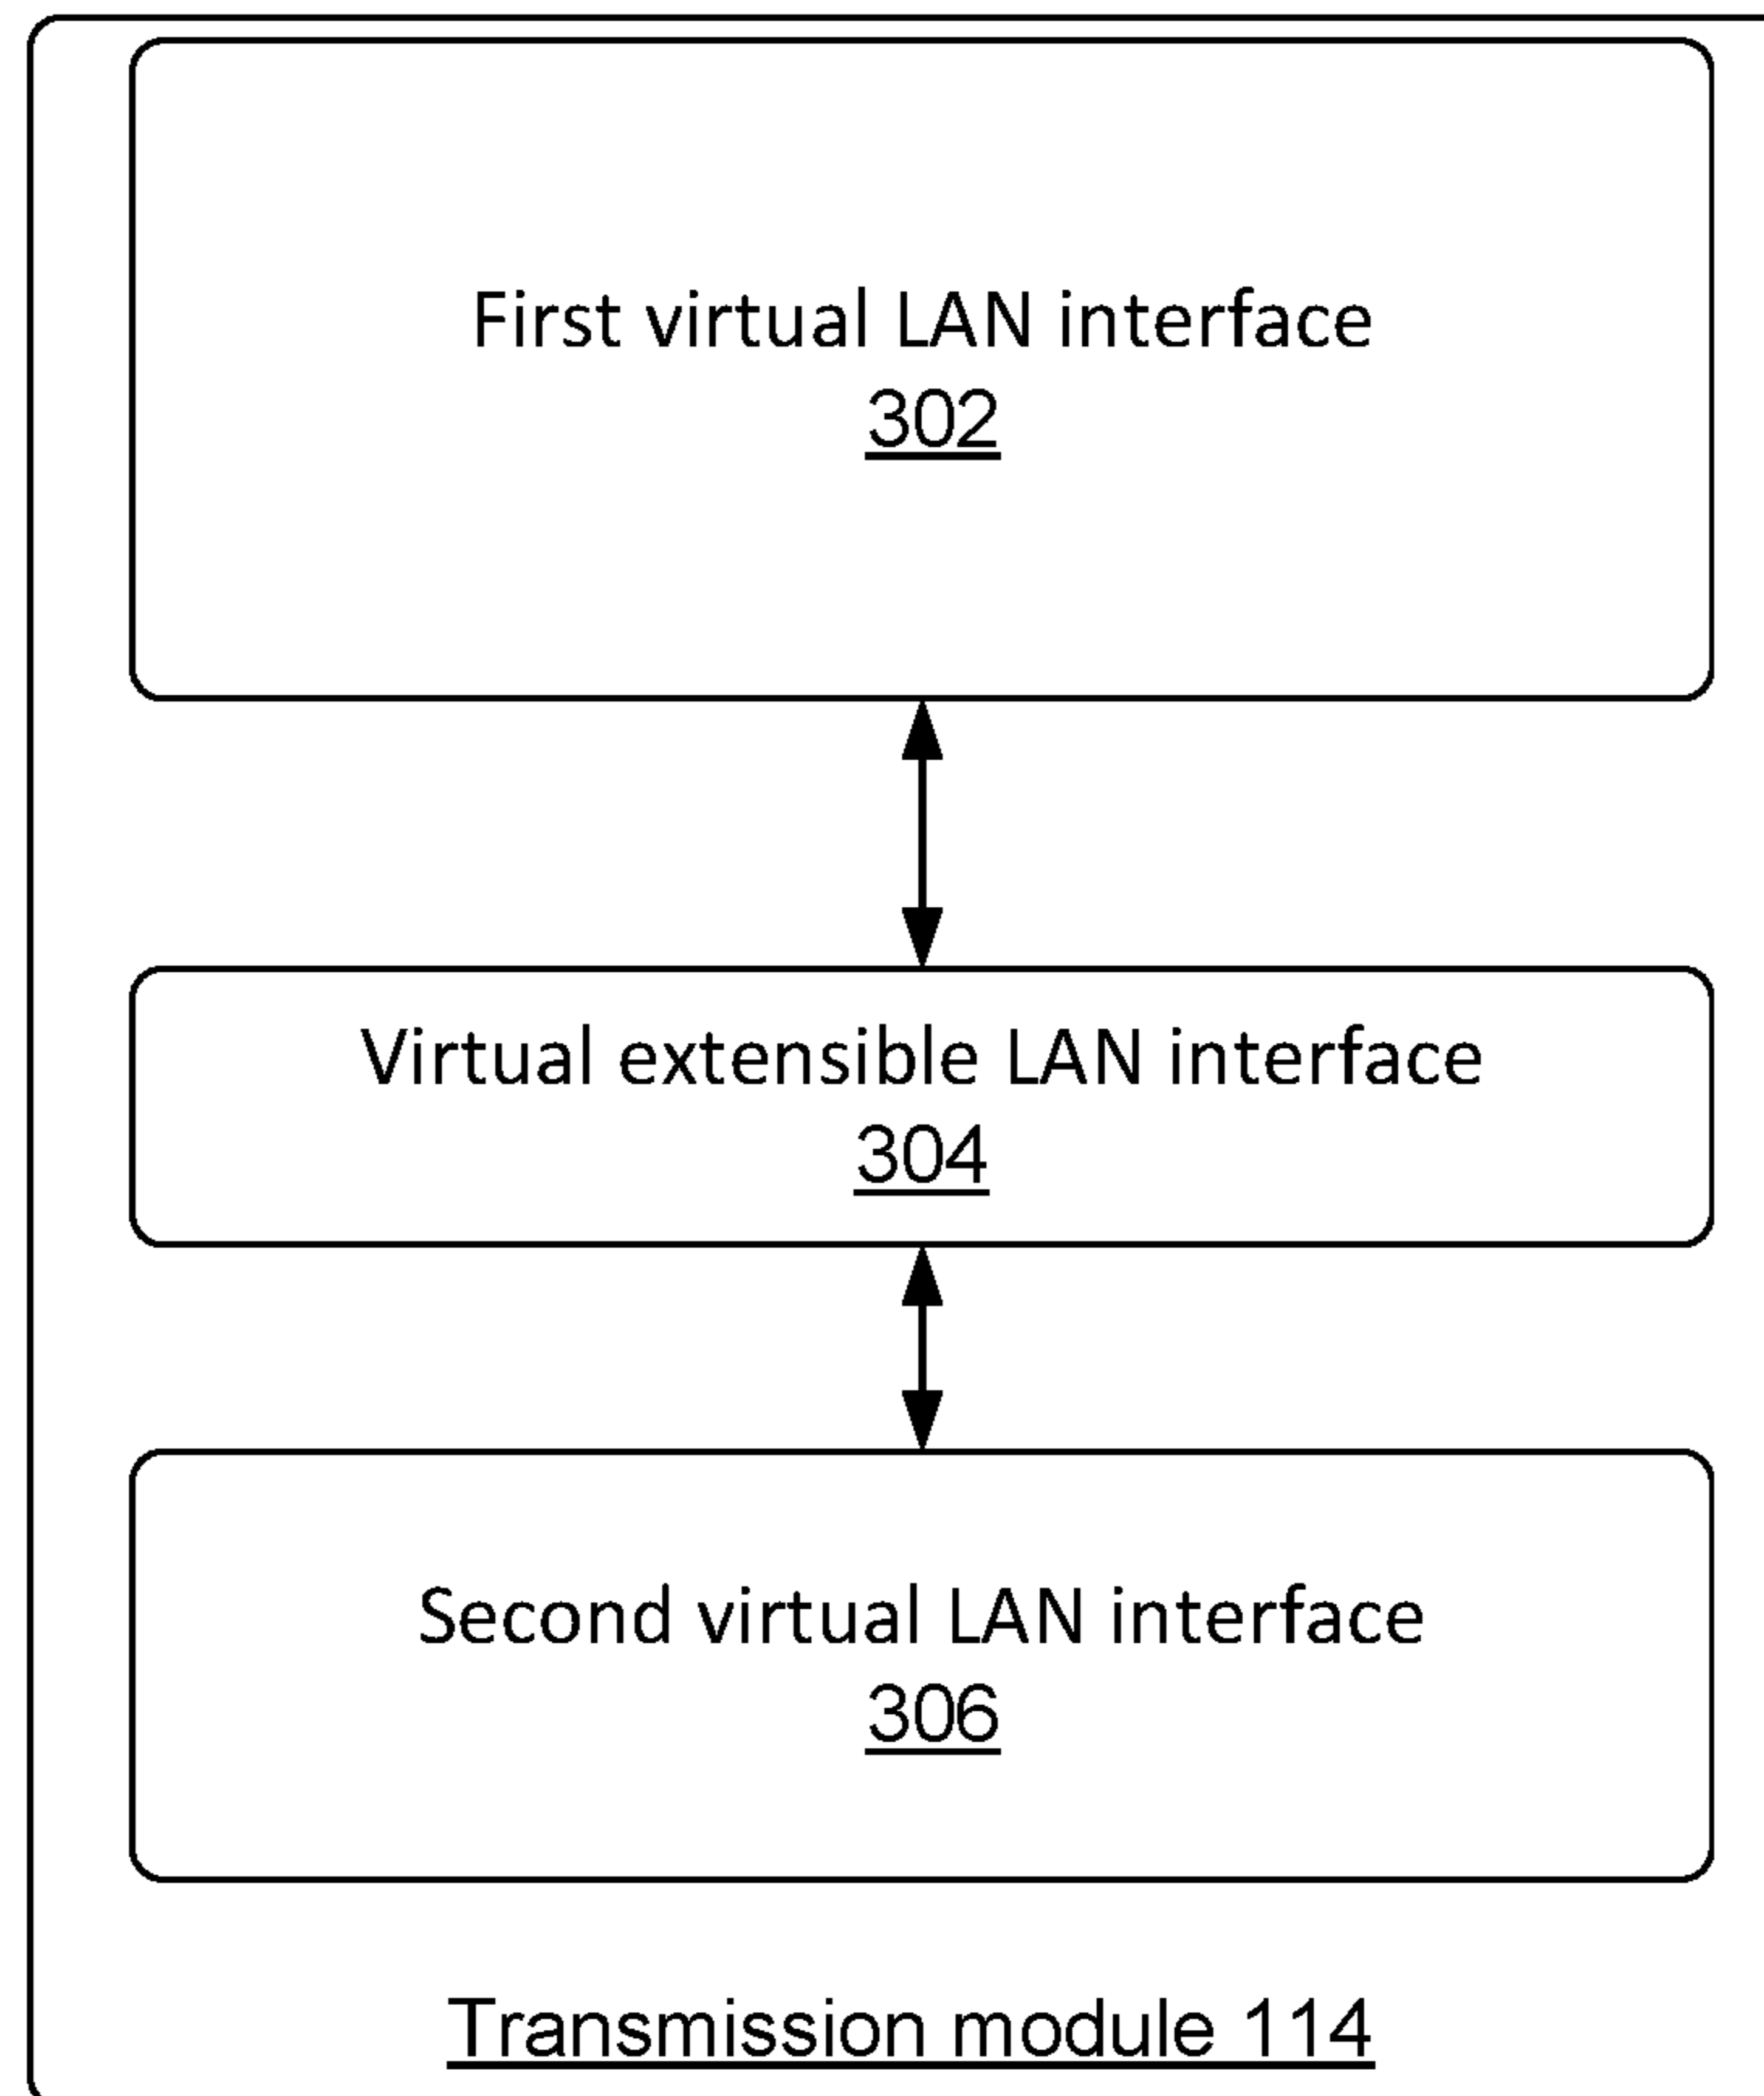 First virtual LAN interface
302
Virtual extensible LAN interface
304
Second virtual LAN interface
306
Transmission module 114